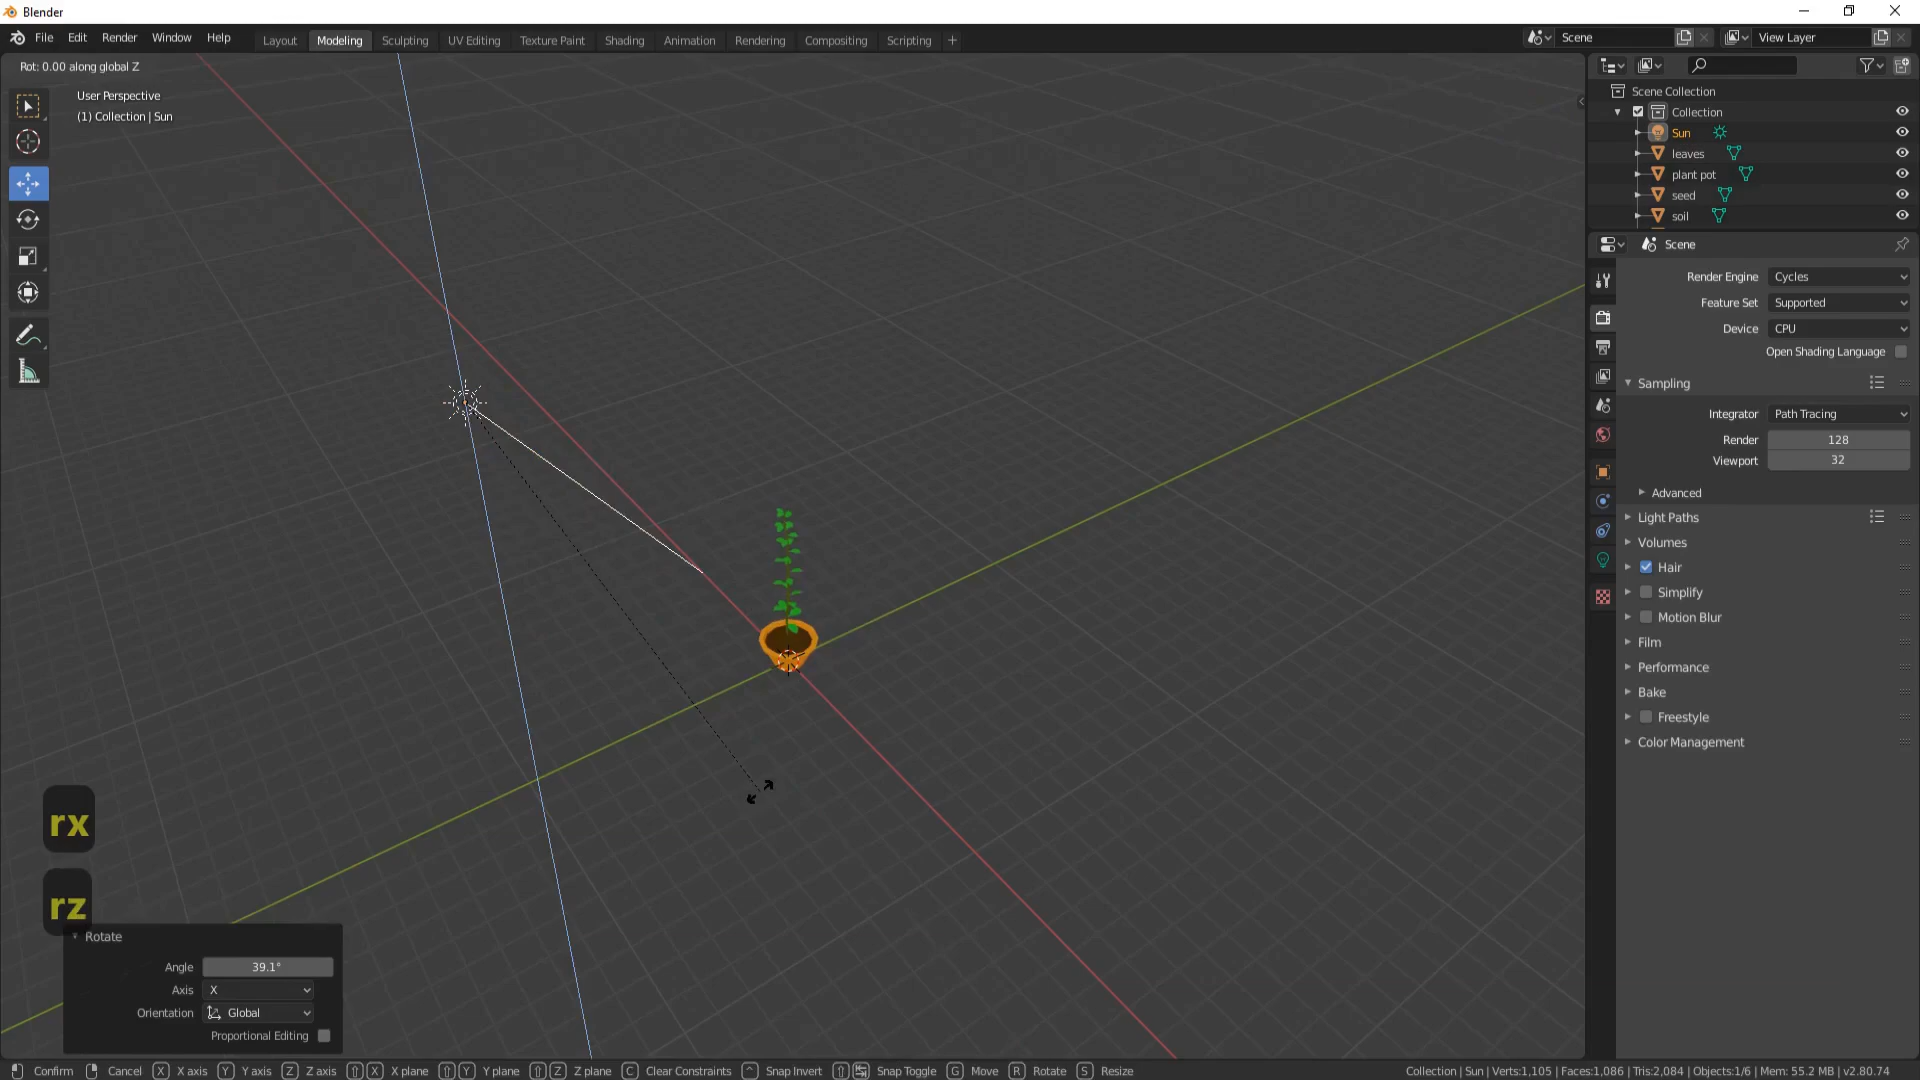 Blender
File Edit Render Window Help
Layout Modeling Sculpting UV Editing Texture Paint Shading Animation Rendering Compositing Scripting +
Scene
View Layer
Rot: 0.00 along global Z
User Perspective
(1) Collection | Sun
Scene Collection
Collection
Sun
leaves
plant pot
seed
soil
Scene
Render Engine Cycles
Feature Set Supported
Device CPU
Open Shading Language
Sampling
Integrator Path Tracing
Render 128
Viewport 32
Advanced
Light Paths
Volumes
Hair
Simplify
Motion Blur
Film
Performance
Bake
Freestyle
Color Management
rx
rz
Rotate
Angle 39.1°
Axis X
Orientation Global
Proportional Editing
Confirm Cancel X X axis Y Y axis Z Z axis X X plane Y Y plane Z Z plane C Clear Constraints ^ Snap Invert Snap Toggle G Move R Rotate S Resize
Collection | Sun | Verts:1,105 | Faces:1,086 | Tris:2,084 | Objects:1/6 | Mem: 55.2 MB | v2.80.74